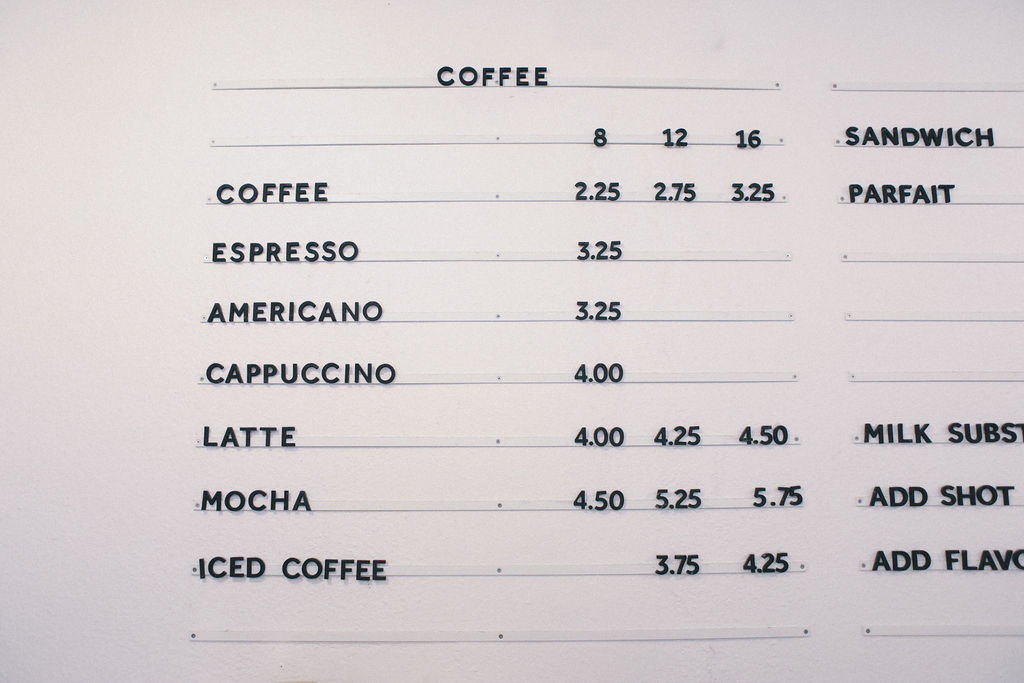 COFFEE
8 12 16
COFFEE 2.25 2.75 3.25
ESPRESSO 3.25
AMERICANO 3.25
CAPPUCCINO 4.00
LATTE 4.00 4.25 4.50
MOCHA 4.50 5.25 5.75
ICED COFFEE 3.75 4.25
SANDWICH
PARFAIT
MILK
ADD SHOT
ADD